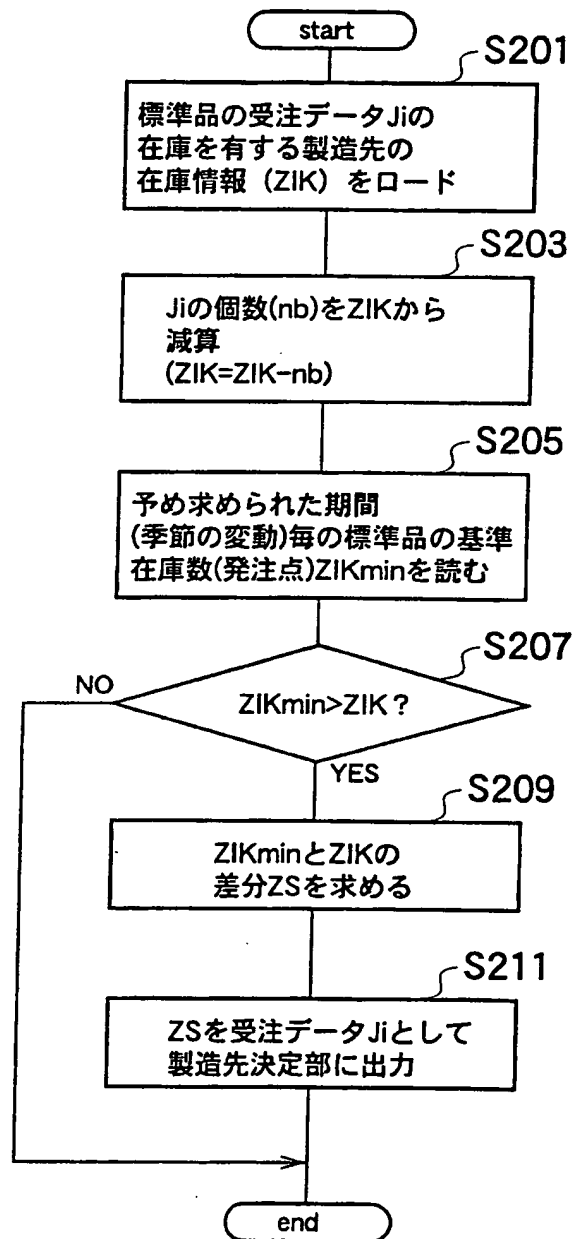 start
S201
標準品の受注データJiの
在庫を有する製造先の
在庫情報（ZIK）をロード
S203
Jiの個数(nb)をZIKから
減算
(ZIK=ZIK-nb)
S205
予め求められた期間
(季節の変動)毎の標準品の基準
在庫数(発注点)ZIKminを読む
S207
ZIKmin>ZIK？
NO
YES
S209
ZIKminとZIKの
差分ZSを求める
S211
ZSを受注データJiとして
製造先決定部に出力
end